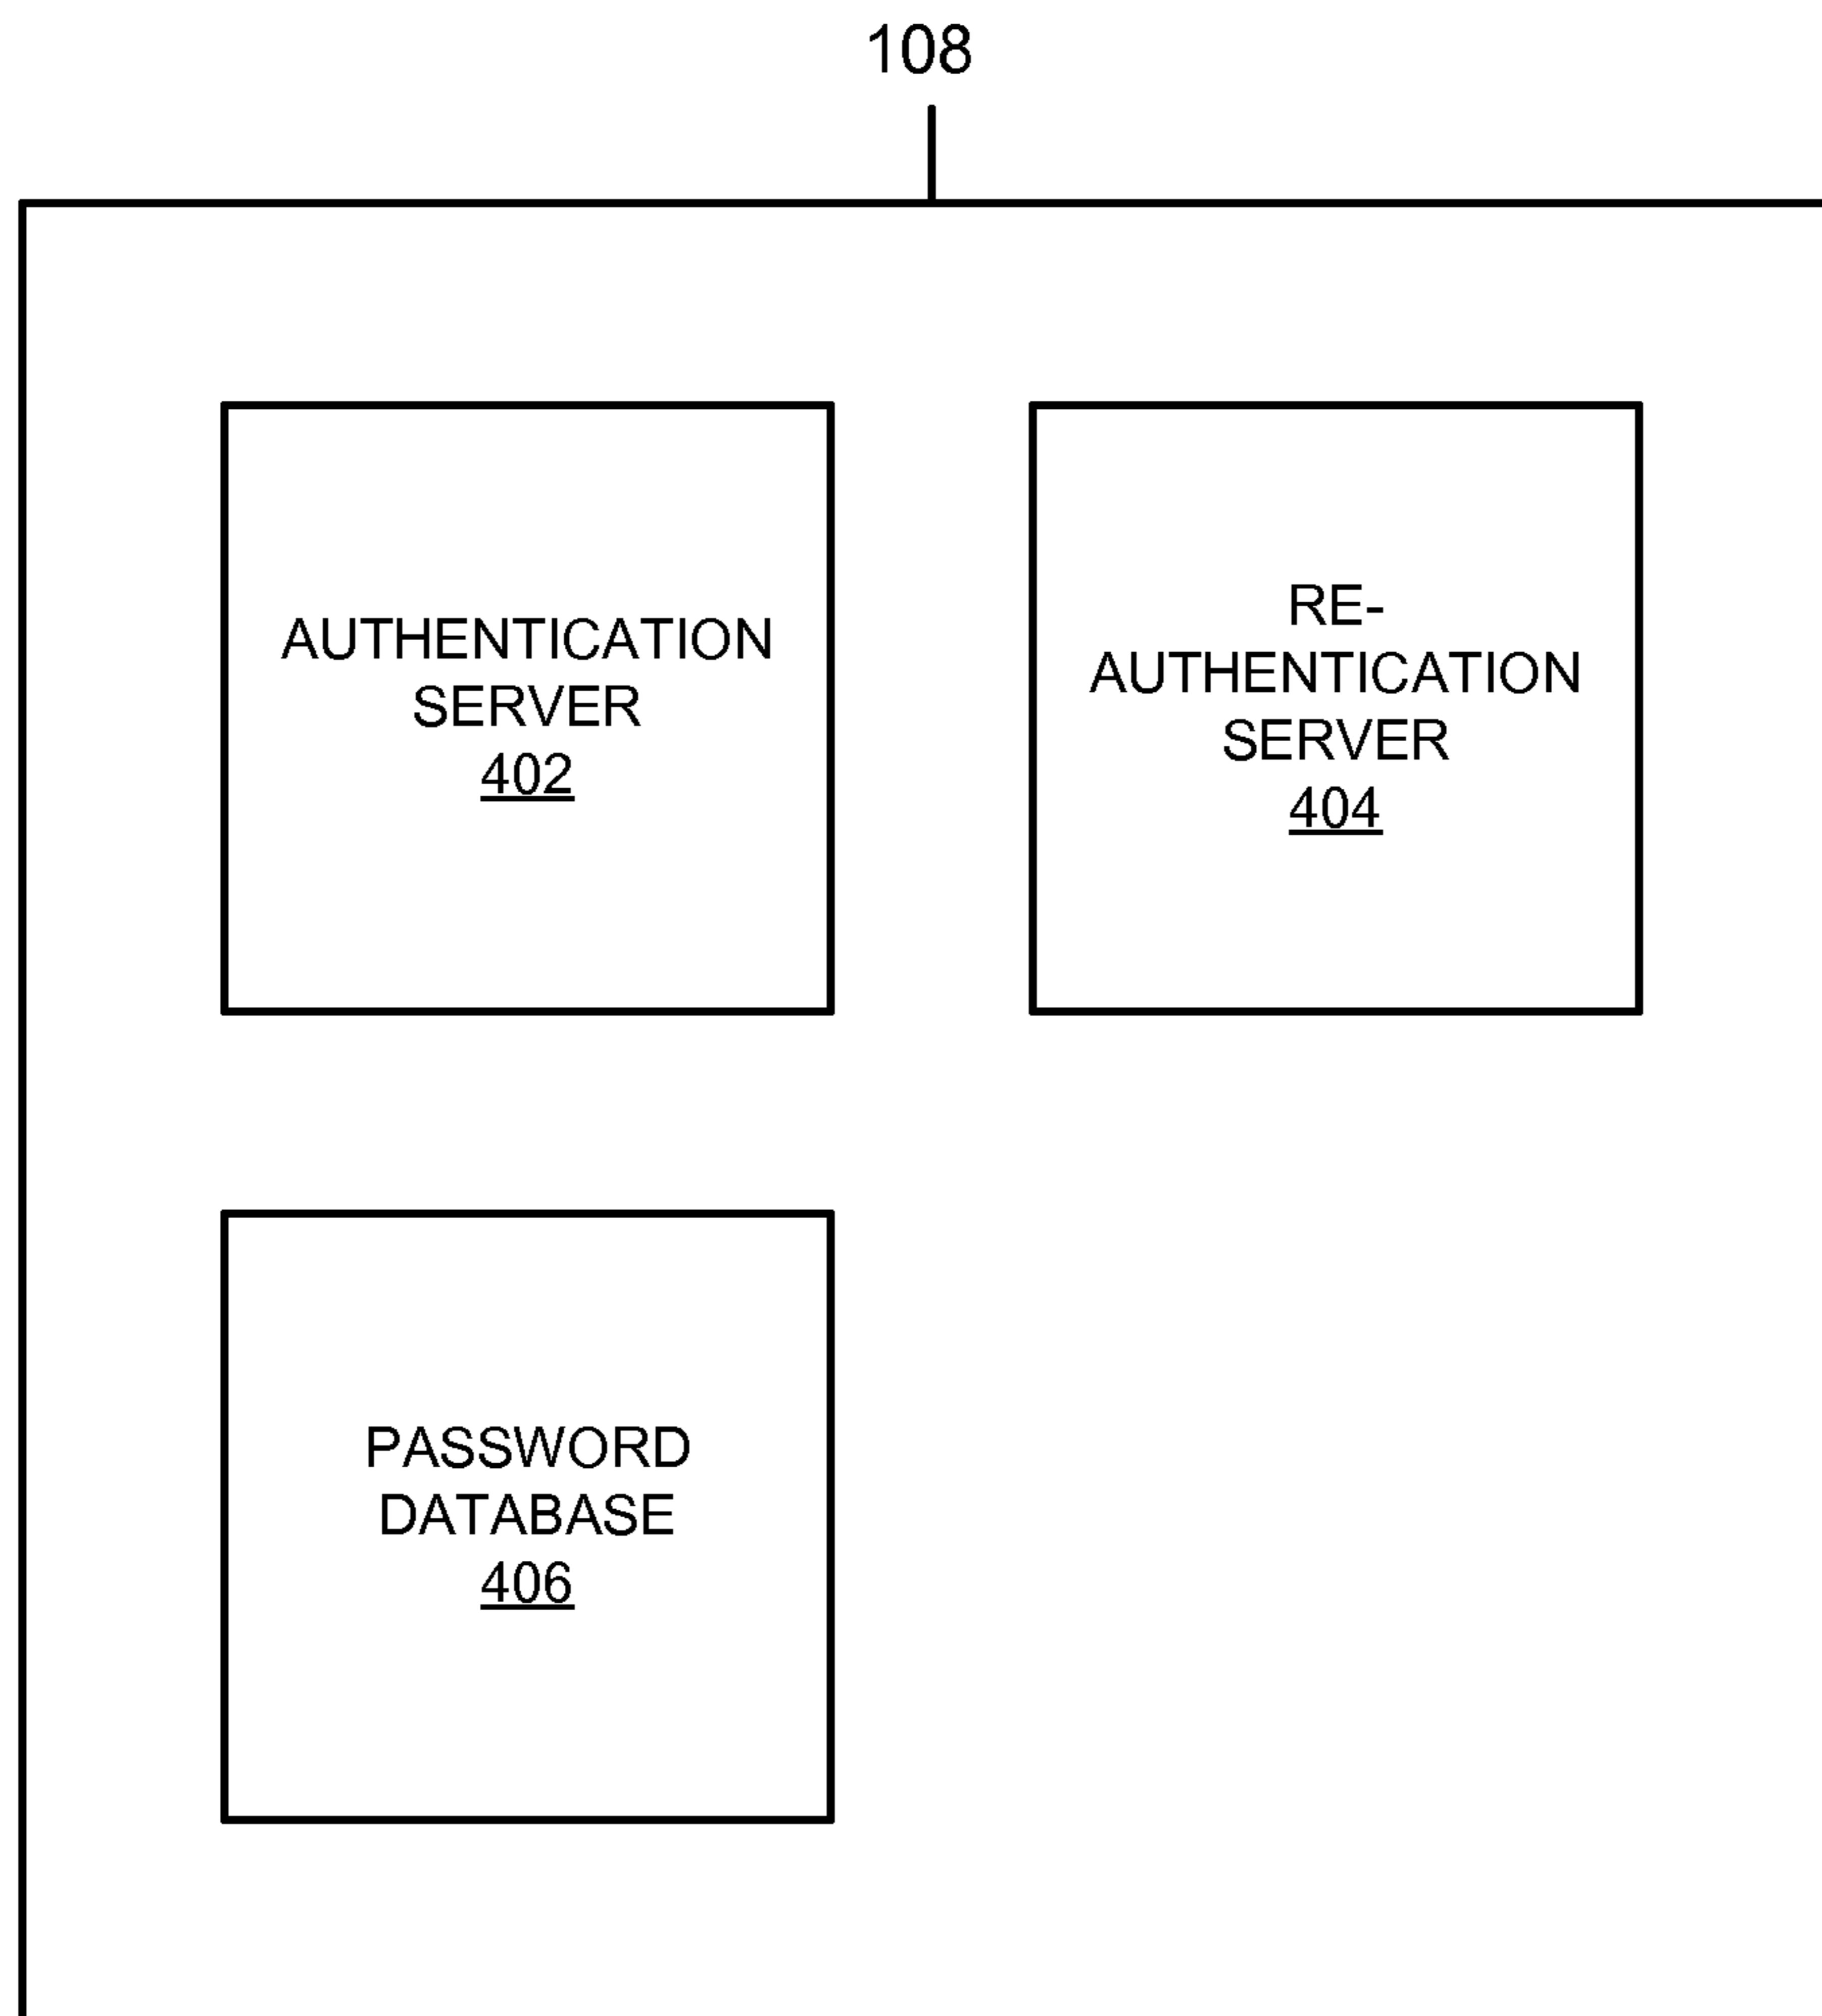 108
AUTHENTICATION
SERVER
402
RE-
AUTHENTICATION
SERVER
404
PASSWORD
DATABASE
406